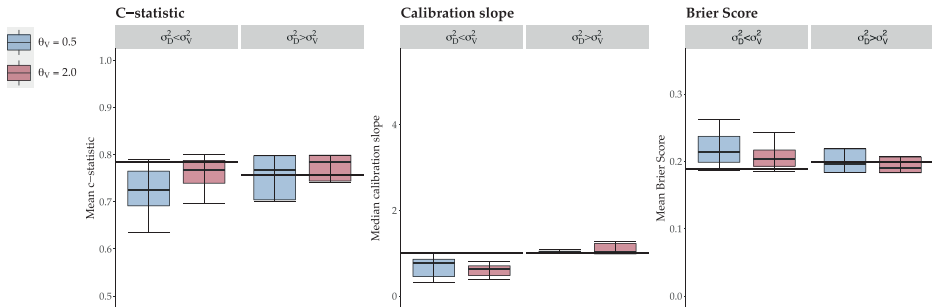 C−statistic
Calibration slope
Brier Score
σ²D<σ²V
σ²D>σ²V
σ²D<σ²V
σ²D>σ²V
σ²D<σ²V
σ²D>σ²V
θV = 0.5
θV = 2.0
Mean c−statistic
1.0
0.9
0.8
0.7
0.6
0.5
Median calibration slope
4
2
0
Mean Brier Score
0.3
0.2
0.1
0.0